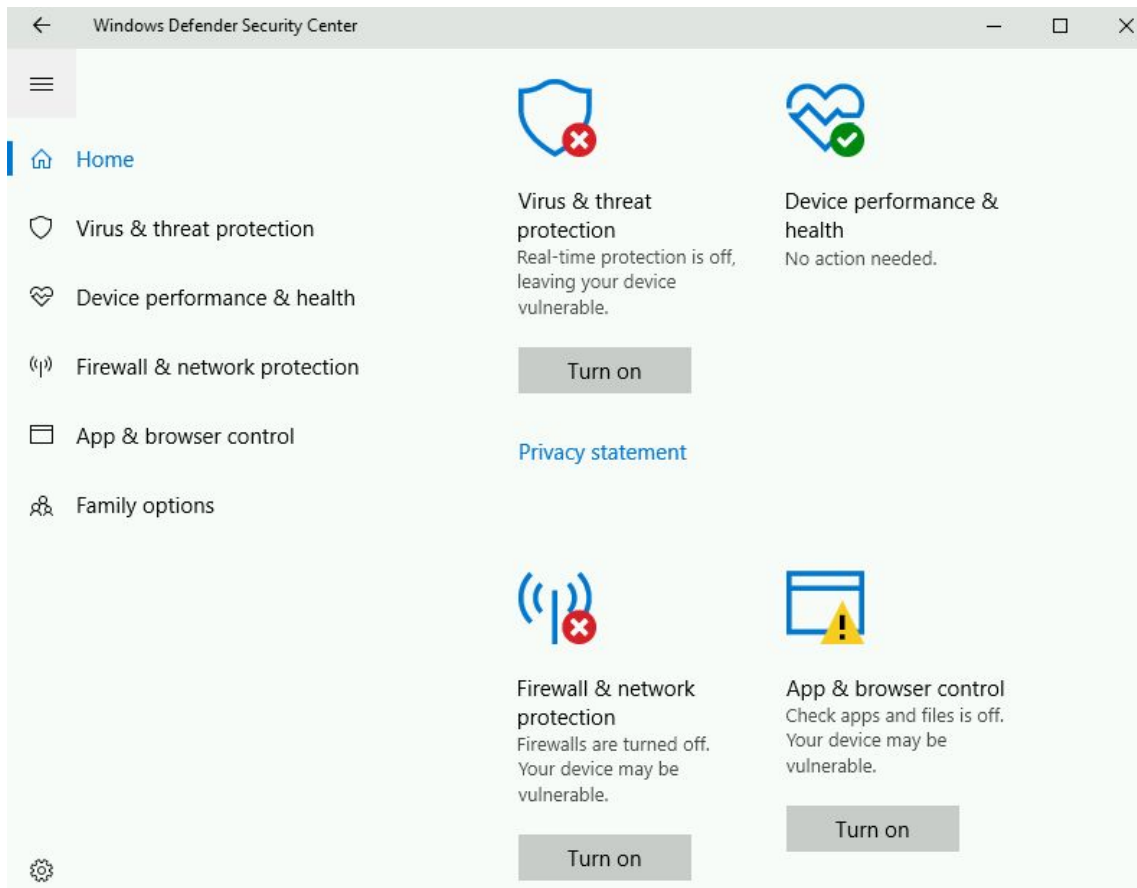 Windows Defender Security Center
Home
Virus & threat protection
Device performance & health
Firewall & network protection
App & browser control
Family options
Virus & threat
protection
Real-time protection is off,
leaving your device
vulnerable.
Turn on
Privacy statement
Device performance &
health
No action needed.
Firewall & network
protection
Firewalls are turned off.
Your device may be
vulnerable.
Turn on
App & browser control
Check apps and files is off.
Your device may be
vulnerable.
Turn on